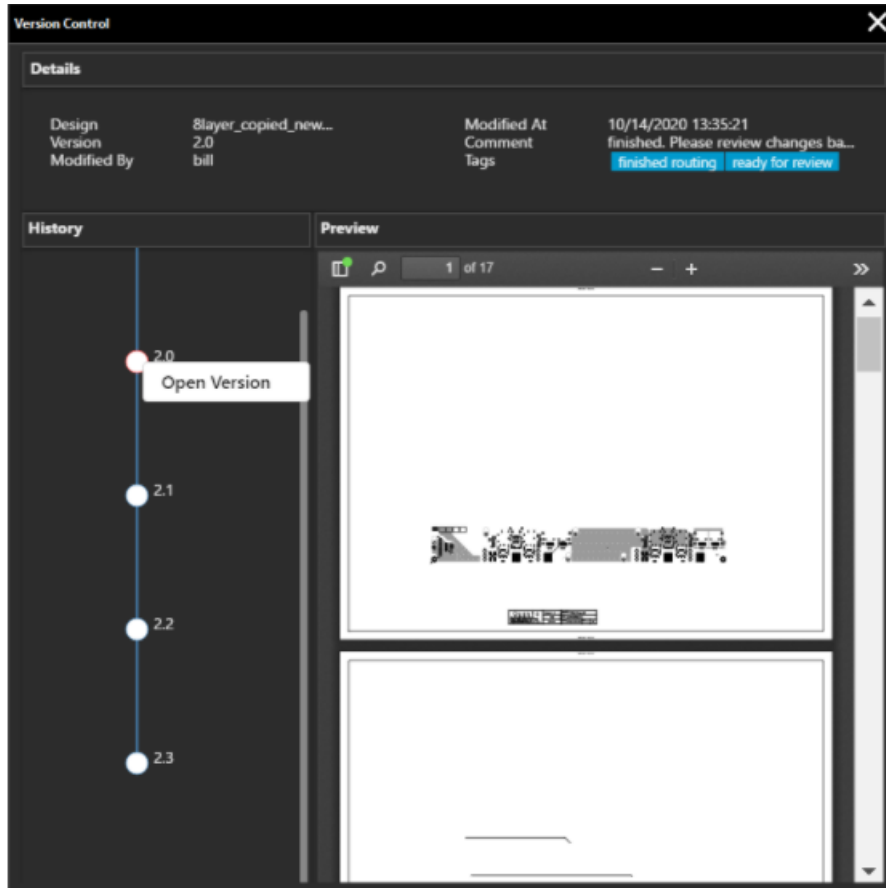 Version Control
Details
Design 8layer_copied_new... Modified At 10/14/2020 13:35:21
Version 2.0 Comment finished. Please review changes ba...
Modified By bill Tags finished routing ready for review
History Preview
1 of 17
2.0
Open Version
2.1
2.2
2.3